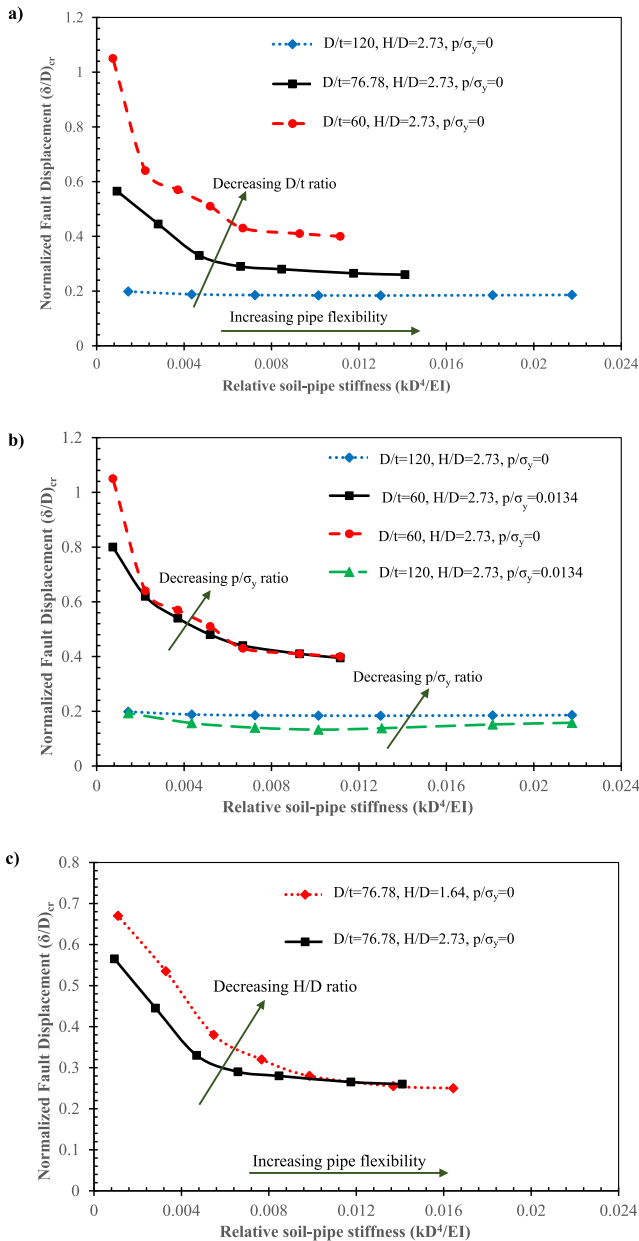 a)
Normalized Fault Displacement (δ/D)cr
1.2
1
0.8
0.6
0.4
0.2
0
D/t=120, H/D=2.73, p/σy=0
D/t=76.78, H/D=2.73, p/σy=0
D/t=60, H/D=2.73, p/σy=0
Decreasing D/t ratio
Increasing pipe flexibility
0 0.004 0.008 0.012 0.016 0.02 0.024
Relative soil-pipe stiffness (kD⁴/EI)
b)
Normalized Fault Displacement (δ/D)cr
1.2
1
0.8
0.6
0.4
0.2
0
D/t=120, H/D=2.73, p/σy=0
D/t=60, H/D=2.73, p/σy=0.0134
D/t=60, H/D=2.73, p/σy=0
D/t=120, H/D=2.73, p/σy=0.0134
Decreasing p/σy ratio
Decreasing p/σy ratio
0 0.004 0.008 0.012 0.016 0.02 0.024
Relative soil-pipe stiffness (kD⁴/EI)
c)
Normalized Fault Displacement (δ/D)cr
0.8
0.7
0.6
0.5
0.4
0.3
0.2
0.1
0
D/t=76.78, H/D=1.64, p/σy=0
D/t=76.78, H/D=2.73, p/σy=0
Decreasing H/D ratio
Increasing pipe flexibility
0 0.004 0.008 0.012 0.016 0.02 0.024
Relative soil-pipe stiffness (kD⁴/EI)